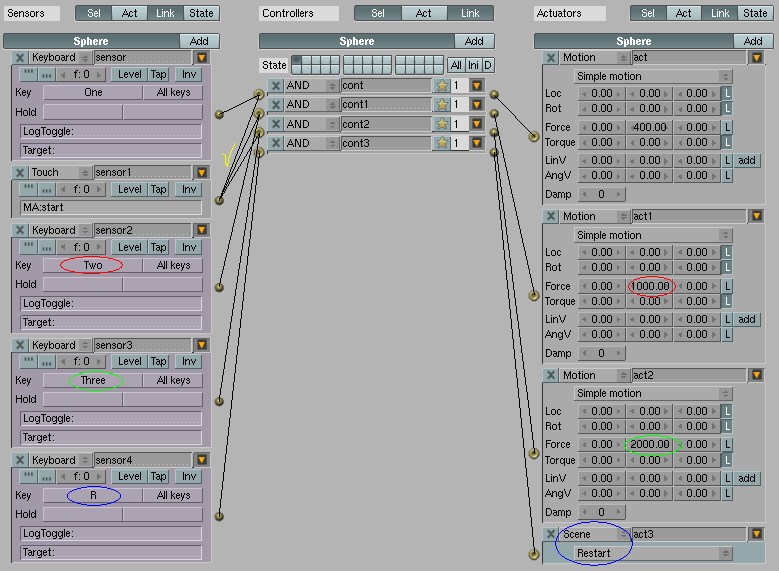 Sensors Sel Act Link State
Sphere Add
Keyboard sensor
f: 0 Level Tap Inv
Key One All keys
Hold
LogToggle:
Target:
Touch sensor1
f: 0 Level Tap Inv
MA:start
Keyboard sensor2
f: 0 Level Tap Inv
Key Two All keys
Hold
LogToggle:
Target:
Keyboard sensor3
f: 0 Level Tap Inv
Key Three All keys
Hold
LogToggle:
Target:
Keyboard sensor4
f: 0 Level Tap Inv
Key R All keys
Hold
LogToggle:
Target:
Controllers Sel Act Link
Sphere Add
State All Ini D
AND cont 1
AND cont1 1
AND cont2 1
AND cont3 1
Actuators Sel Act Link State
Sphere Add
Motion act
Simple motion
Loc 0.00 0.00 0.00 L
Rot 0.00 0.00 0.00 L
Force 0.00 400.00 0.00 L
Torque 0.00 0.00 0.00 L
LinV 0.00 0.00 0.00 L add
AngV 0.00 0.00 0.00 L
Damp 0
Motion act1
Simple motion
Loc 0.00 0.00 0.00 L
Rot 0.00 0.00 0.00 L
Force 0.00 1000.00 0.00 L
Torque 0.00 0.00 0.00 L
LinV 0.00 0.00 0.00 L add
AngV 0.00 0.00 0.00 L
Damp 0
Motion act2
Simple motion
Loc 0.00 0.00 0.00 L
Rot 0.00 0.00 0.00 L
Force 0.00 2000.00 0.00 L
Torque 0.00 0.00 0.00 L
LinV 0.00 0.00 0.00 L add
AngV 0.00 0.00 0.00 L
Damp 0
Scene act3
Restart